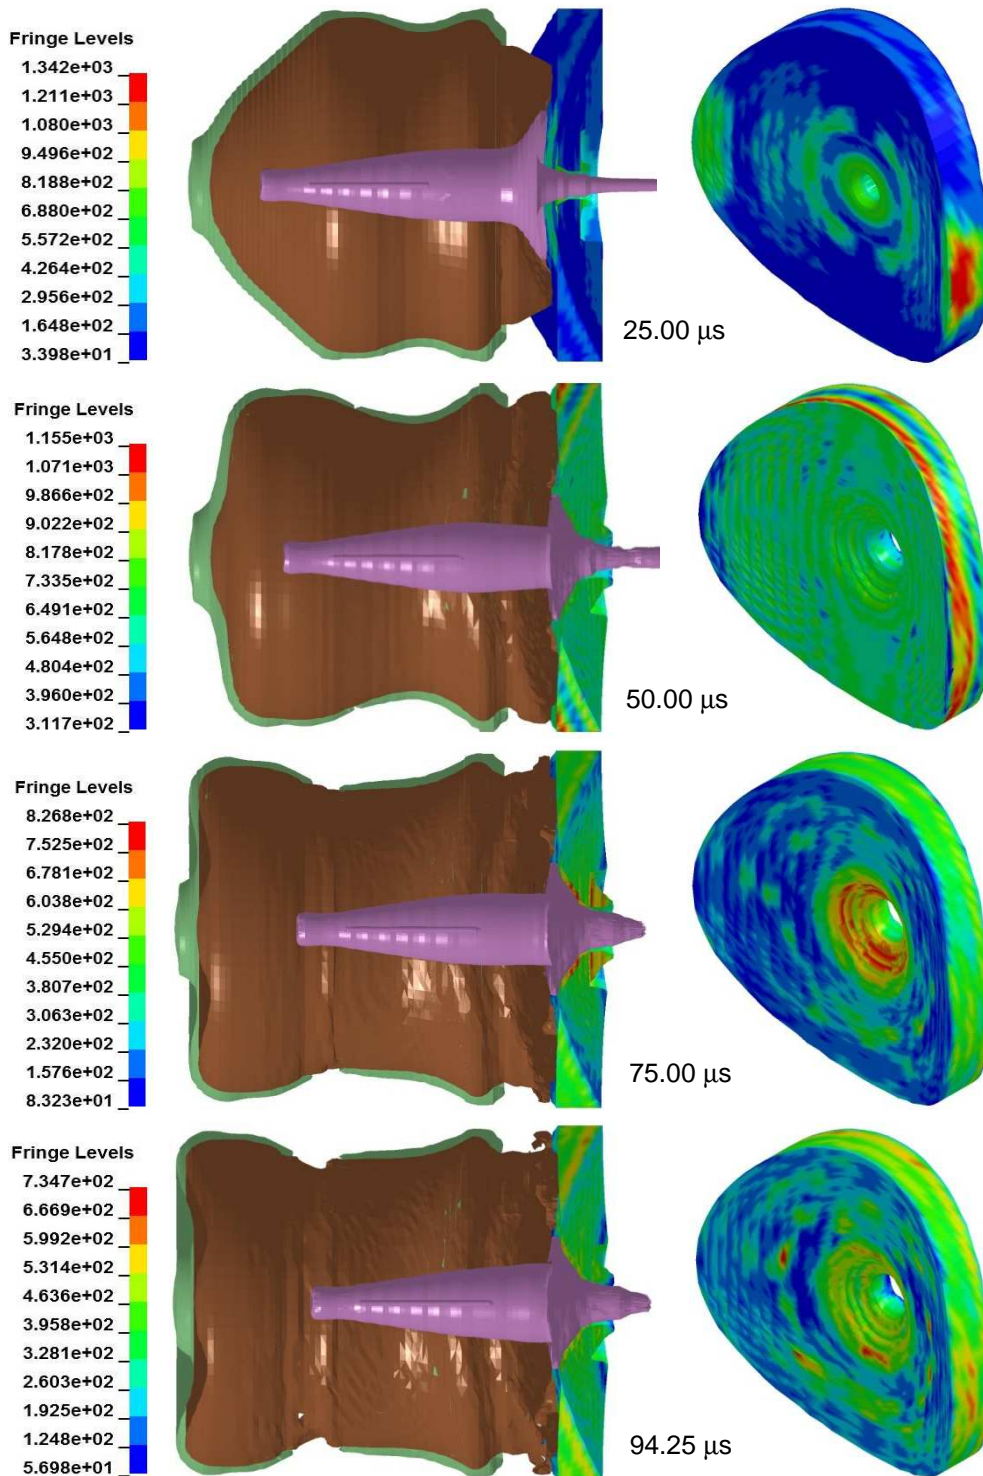 Fringe Levels
1.342e+03
1.211e+03
1.080e+03
9.496e+02
8.188e+02
6.880e+02
5.572e+02
4.264e+02
2.956e+02
1.648e+02
3.398e+01
25.00 μs
Fringe Levels
1.155e+03
1.071e+03
9.866e+02
9.022e+02
8.178e+02
7.335e+02
6.491e+02
5.648e+02
4.804e+02
3.960e+02
3.117e+02
50.00 μs
Fringe Levels
8.268e+02
7.525e+02
6.781e+02
6.038e+02
5.294e+02
4.550e+02
3.807e+02
3.063e+02
2.320e+02
1.576e+02
8.323e+01
75.00 μs
Fringe Levels
7.347e+02
6.669e+02
5.992e+02
5.314e+02
4.636e+02
3.958e+02
3.281e+02
2.603e+02
1.925e+02
1.248e+02
5.698e+01
94.25 μs